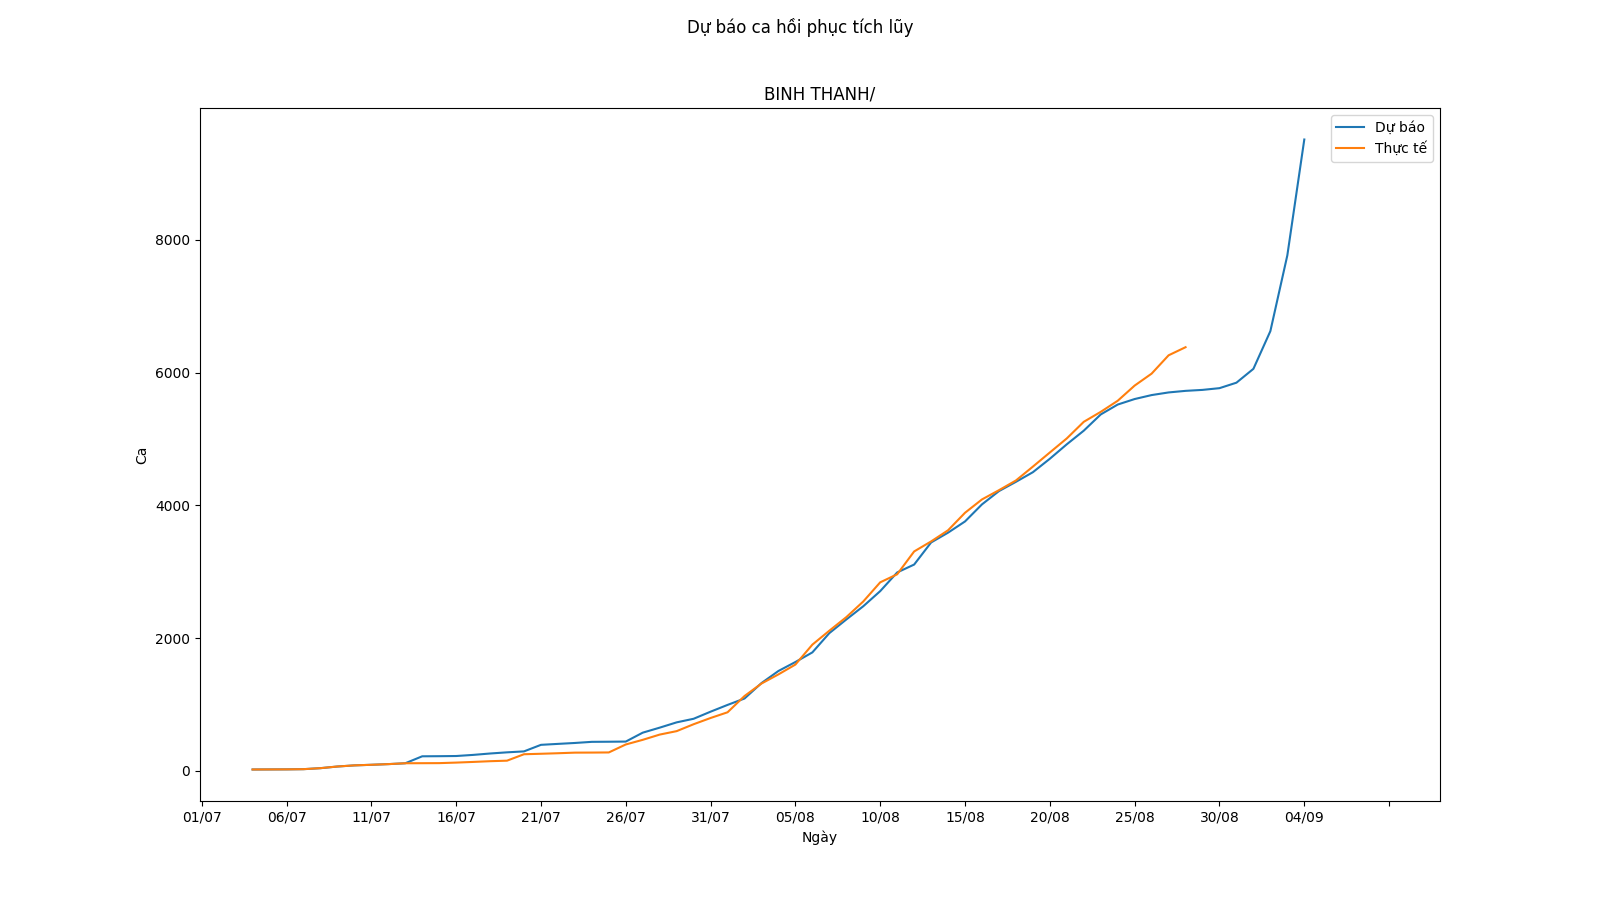 Dự báo ca hồi phục tích lũy
BINH THANH/
Dự báo
Thực tế
8000
6000
4000
2000
0
Ca
01/07 06/07 11/07 16/07 21/07 26/07 31/07 05/08 10/08 15/08 20/08 25/08 30/08 04/09
Ngày